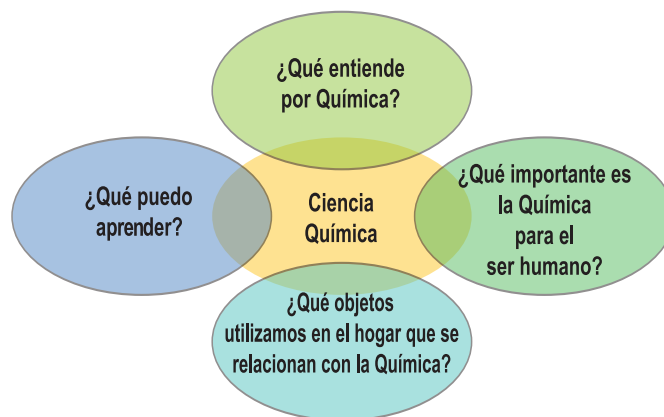 ¿Qué entiende
por Química?
¿Qué puedo
aprender?
Ciencia
Química
¿Qué importante es
la Química
para el
ser humano?
¿Qué objetos
utilizamos en el hogar que se
relacionan con la Química?